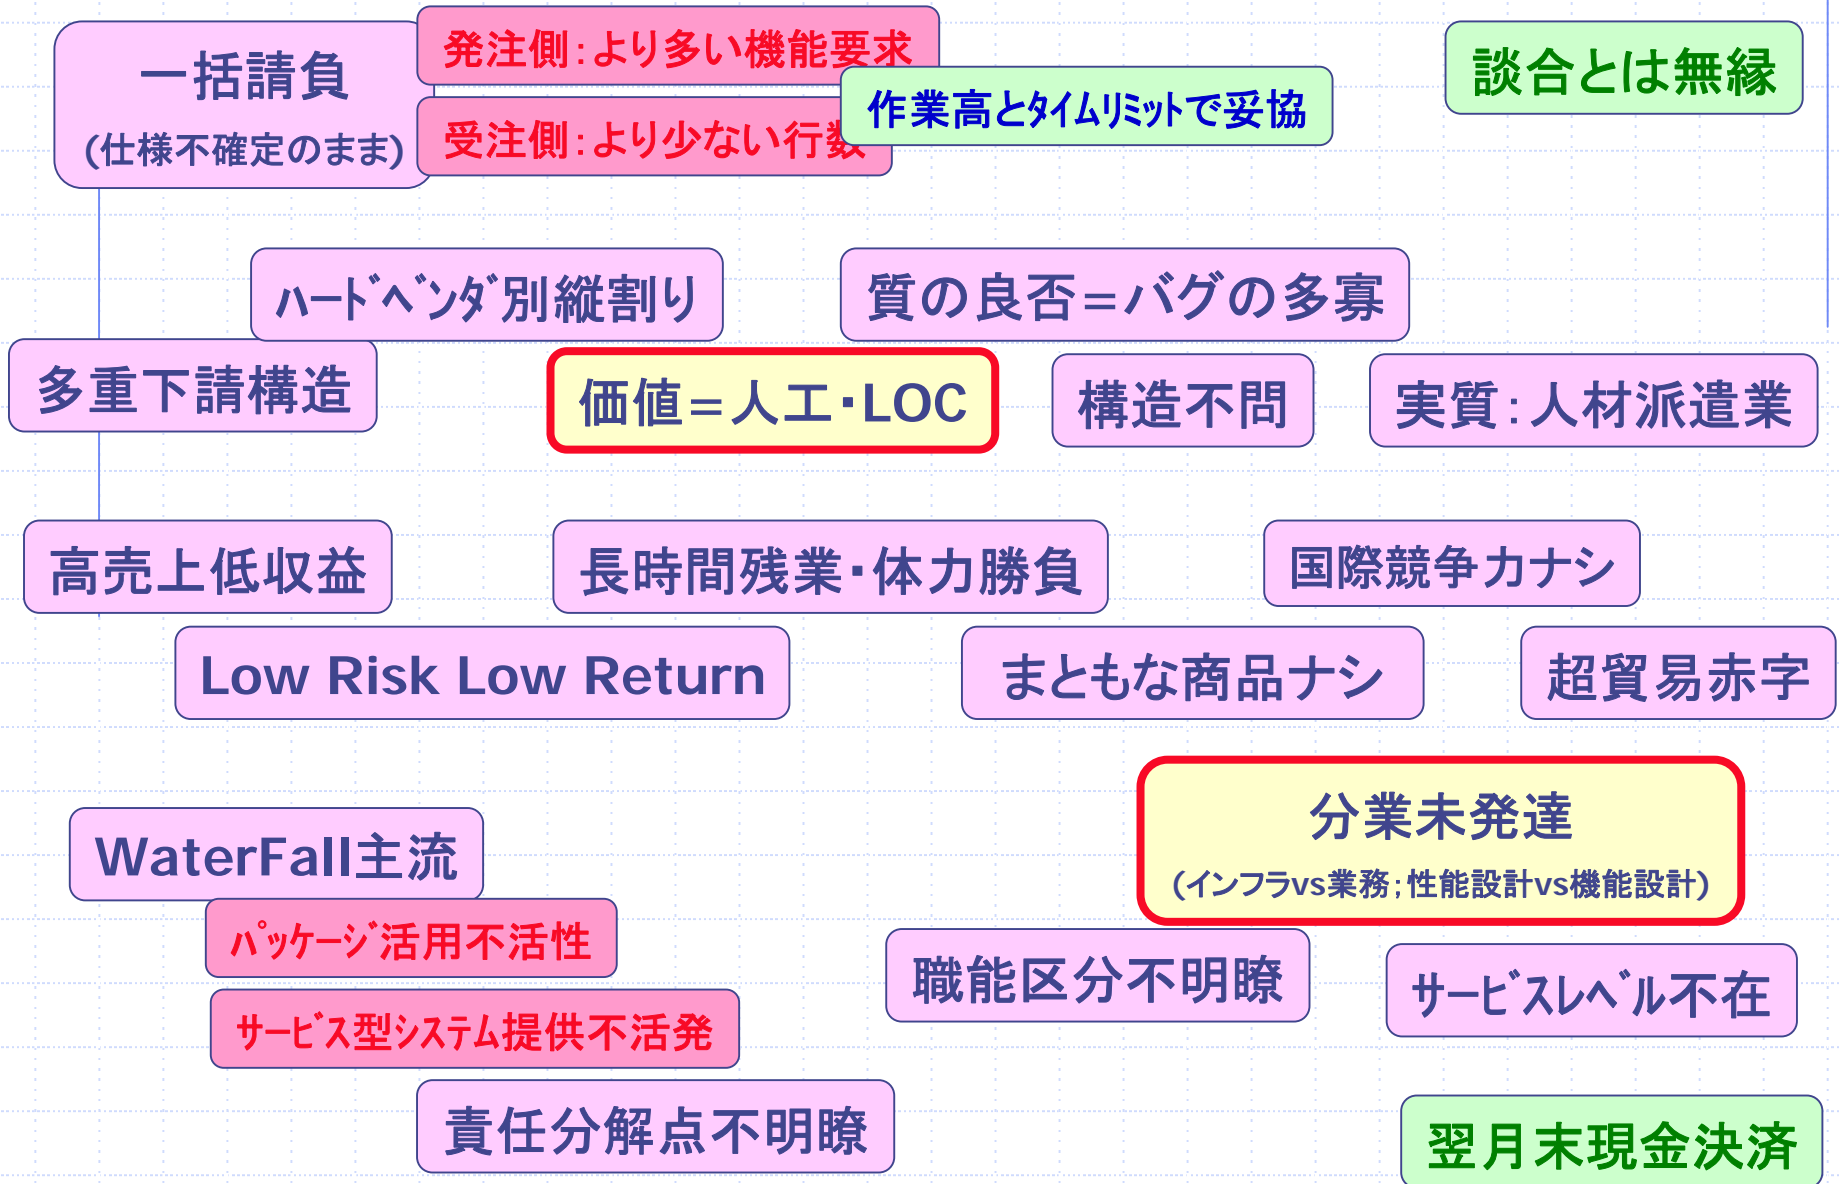 一括請負
(仕様不確定のまま)
発注側：より多い機能要求
受注側：より少ない行数
作業高とﾀｲﾑﾘﾐｯﾄで妥協
談合とは無縁
ﾊｰﾄﾞﾍﾞﾝﾀﾞ別縦割り
質の良否＝バグの多寡
多重下請構造
価値＝人工・LOC
構造不問
実質：人材派遣業
高売上低収益
長時間残業・体力勝負
国際競争力ナシ
Low Risk Low Return
まともな商品ナシ
超貿易赤字
分業未発達
(インフラvs業務；性能設計vs機能設計)
WaterFall主流
ﾊﾟｯｹｰｼﾞ活用不活性
ｻｰﾋﾞｽ型ｼｽﾃﾑ提供不活発
職能区分不明瞭
ｻｰﾋﾞｽﾚﾍﾞﾙ不在
責任分解点不明瞭
翌月末現金決済